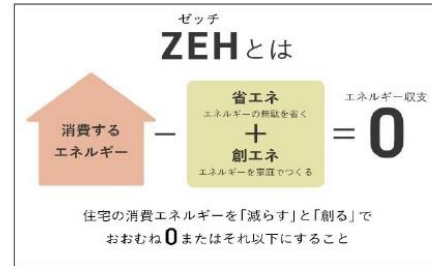 ゼッチ
ZEHとは
消費する
エネルギー
−
省エネ
エネルギーの無駄を省く
+
創エネ
エネルギーを家庭でつくる
=
エネルギー収支
0
住宅の消費エネルギーを「減らす」と「創る」で
おおむね0またはそれ以下にすること